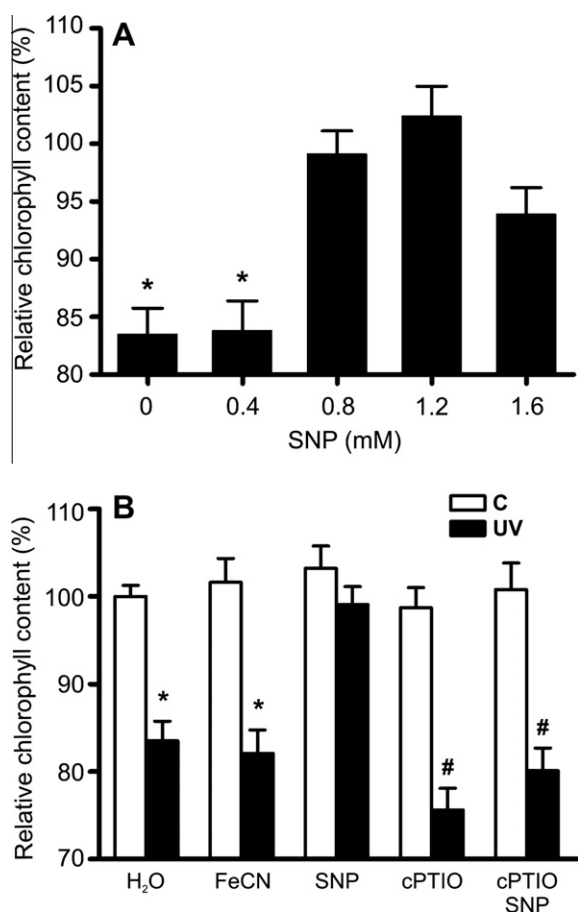 A
Relative chlorophyll content (%)
110
105
100
95
90
85
80
* *
0 0.4 0.8 1.2 1.6
SNP (mM)
B
C
UV
Relative chlorophyll content (%)
110
100
90
80
70
* * # #
H₂O FeCN SNP cPTIO cPTIO
SNP